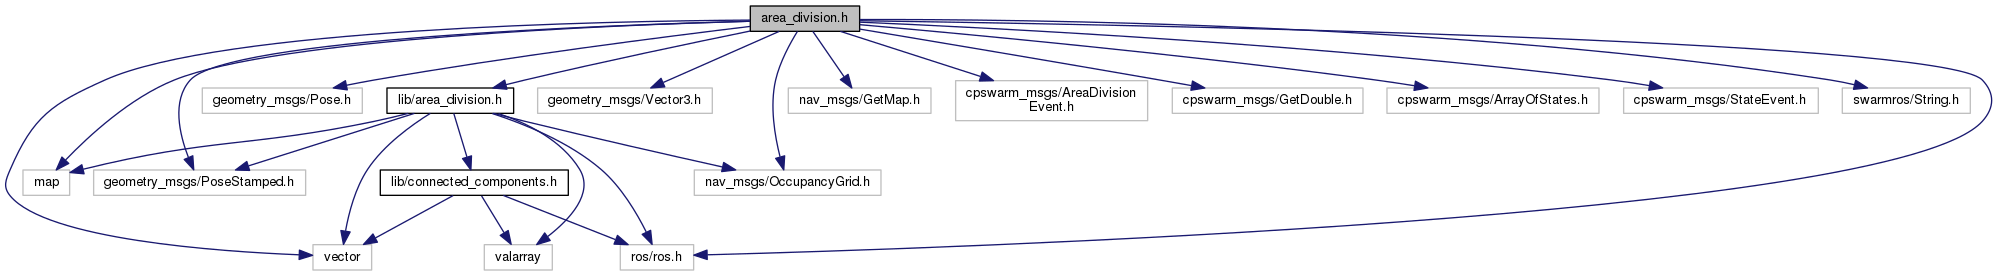 area_division.h
geometry_msgs/Pose.h
lib/area_division.h
geometry_msgs/Vector3.h
nav_msgs/GetMap.h
cpswarm_msgs/AreaDivision
Event.h
cpswarm_msgs/GetDouble.h
cpswarm_msgs/ArrayOfStates.h
cpswarm_msgs/StateEvent.h
swarmros/String.h
map
geometry_msgs/PoseStamped.h
lib/connected_components.h
nav_msgs/OccupancyGrid.h
vector
valarray
ros/ros.h